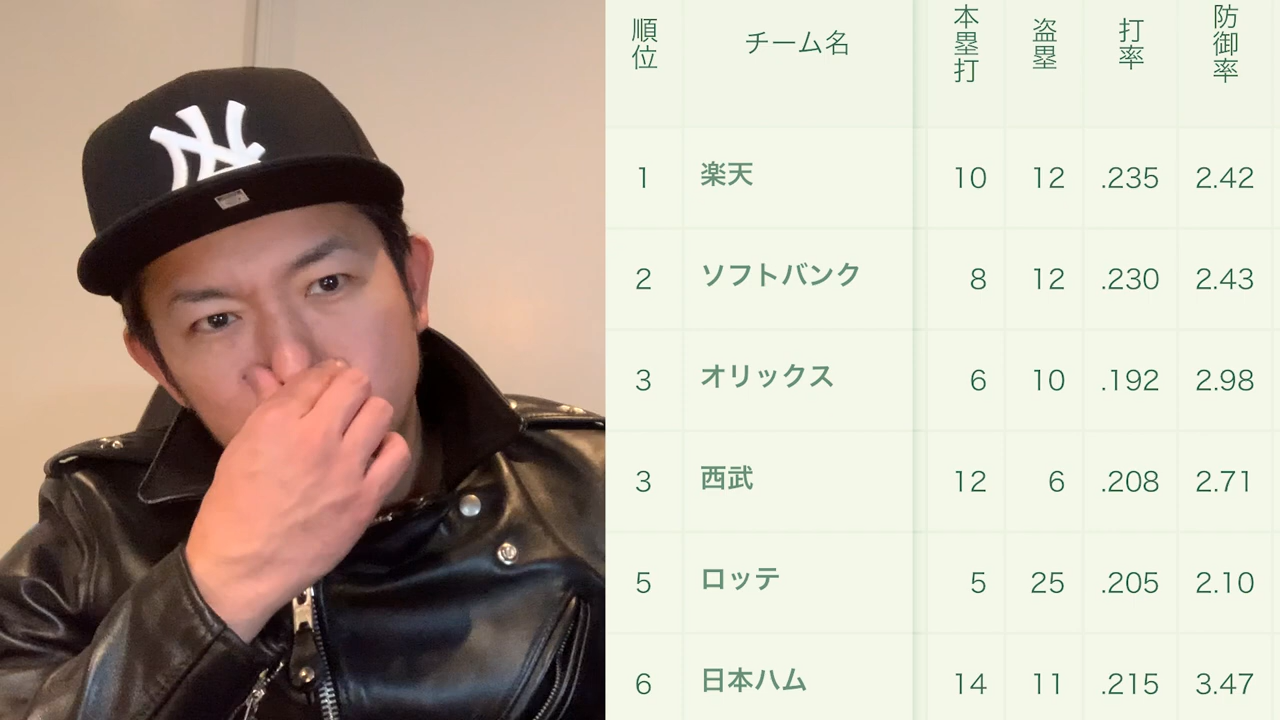 NY
順位 チーム名 本塁打 盗塁 打率 防御率
1 楽天 10 12 .235 2.42
2 ソフトバンク 8 12 .230 2.43
3 オリックス 6 10 .192 2.98
3 西武 12 6 .208 2.71
5 ロッテ 5 25 .205 2.10
6 日本ハム 14 11 .215 3.47